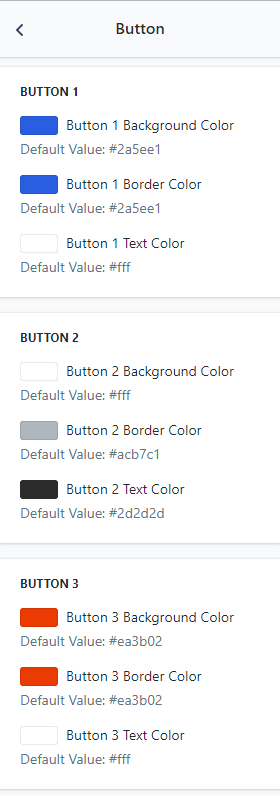 Button
BUTTON 1
Button 1 Background Color
Default Value: #2a5ee1
Button 1 Border Color
Default Value: #2a5ee1
Button 1 Text Color
Default Value: #fff
BUTTON 2
Button 2 Background Color
Default Value: #fff
Button 2 Border Color
Default Value: #acb7c1
Button 2 Text Color
Default Value: #2d2d2d
BUTTON 3
Button 3 Background Color
Default Value: #ea3b02
Button 3 Border Color
Default Value: #ea3b02
Button 3 Text Color
Default Value: #fff